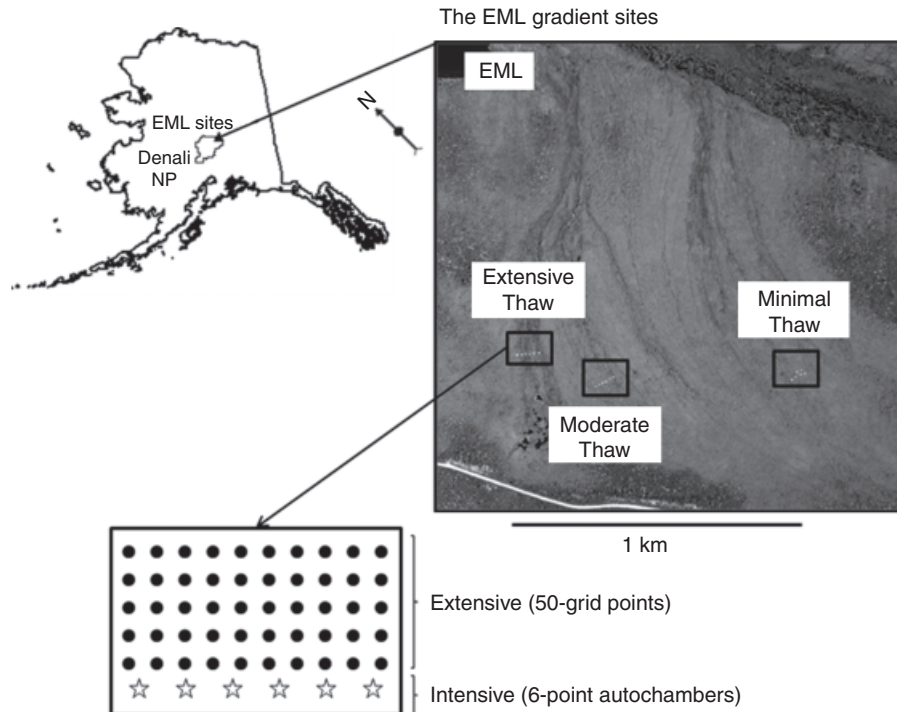 The EML gradient sites
EML
N
EML sites
Denali
NP
Extensive
Thaw
Minimal
Thaw
Moderate
Thaw
1 km
Extensive (50-grid points)
Intensive (6-point autochambers)